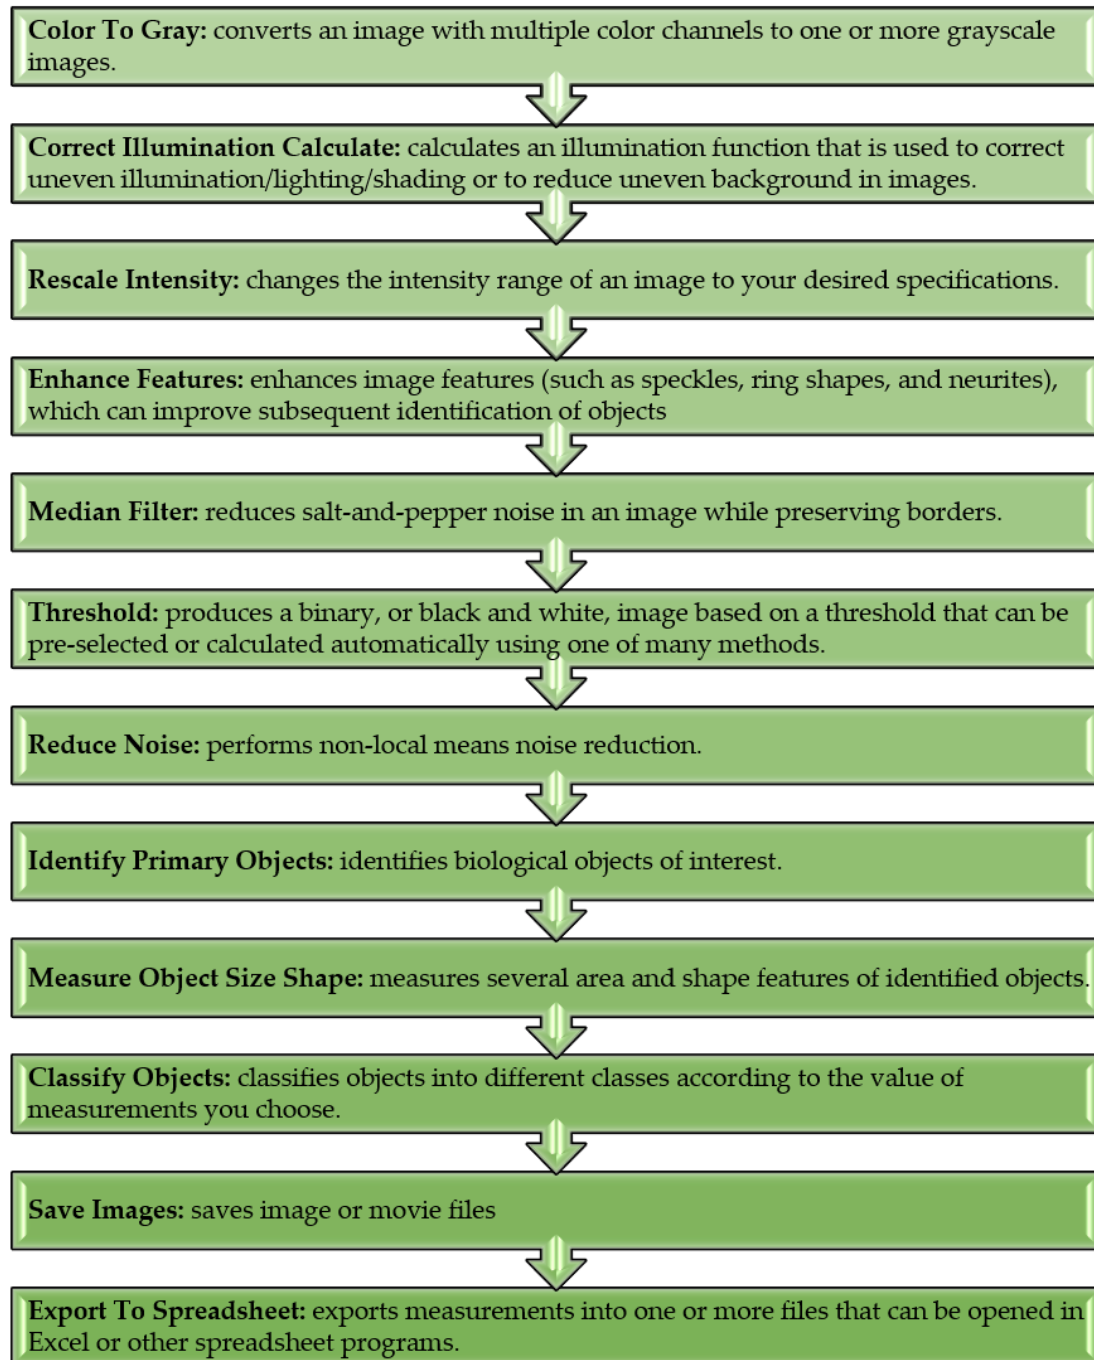 Color To Gray: converts an image with multiple color channels to one or more grayscale
images.
Correct Illumination Calculate: calculates an illumination function that is used to correct
uneven illumination/lighting/shading or to reduce uneven background in images.
Rescale Intensity: changes the intensity range of an image to your desired specifications.
Enhance Features: enhances image features (such as speckles, ring shapes, and neurites),
which can improve subsequent identification of objects
Median Filter: reduces salt-and-pepper noise in an image while preserving borders.
Threshold: produces a binary, or black and white, image based on a threshold that can be
pre-selected or calculated automatically using one of many methods.
Reduce Noise: performs non-local means noise reduction.
Identify Primary Objects: identifies biological objects of interest.
Measure Object Size Shape: measures several area and shape features of identified objects.
Classify Objects: classifies objects into different classes according to the value of
measurements you choose.
Save Images: saves image or movie files
Export To Spreadsheet: exports measurements into one or more files that can be opened in
Excel or other spreadsheet programs.